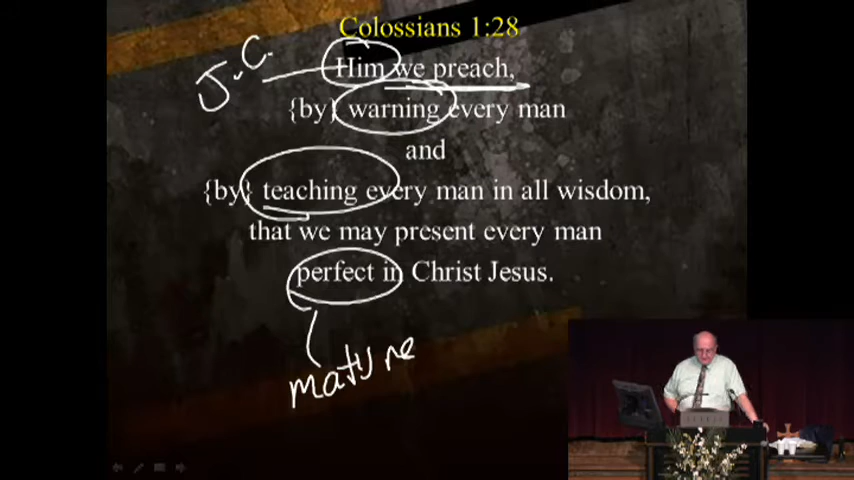 Colossians 1:28
J.C.
Him we preach,
{by} warning every man
and
{by} teaching every man in all wisdom,
that we may present every man
perfect in Christ Jesus.
mature